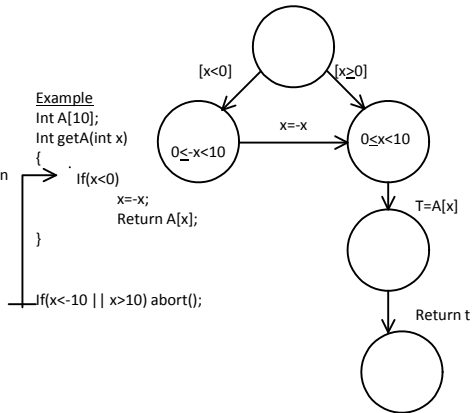 Example
Int A[10];
Int getA(int x)
{
n
If(x<0)
x=-x;
Return A[x];
}
If(x<-10 || x>10) abort();
[x<0]
[x≥0]
0≤-x<10
x=-x
0≤x<10
T=A[x]
Return t